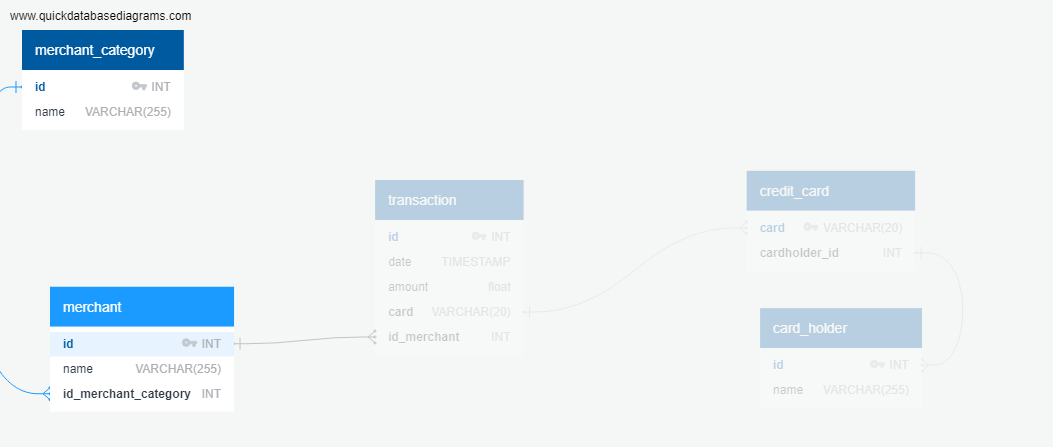 www.quickdatabasediagrams.com
merchant_category
id INT
name VARCHAR(255)
transaction
id INT
date TIMESTAMP
amount float
card VARCHAR(20)
id_merchant INT
credit_card
card VARCHAR(20)
cardholder_id INT
merchant
id INT
name VARCHAR(255)
id_merchant_category INT
card_holder
id INT
name VARCHAR(255)